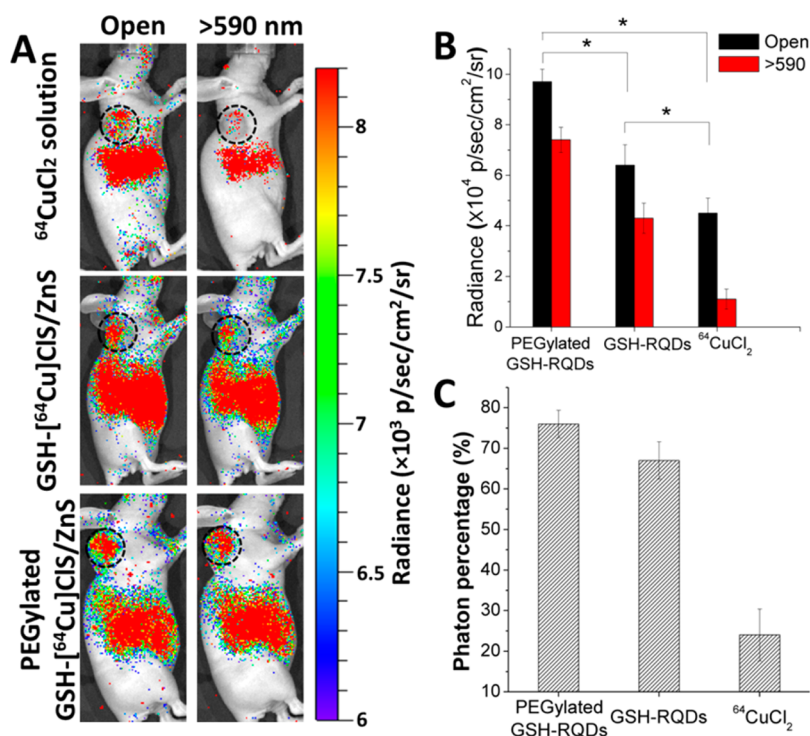 A
Open >590 nm
⁶⁴CuCl₂ solution
GSH-[⁶⁴Cu]CIS/ZnS
PEGylated
GSH-[⁶⁴Cu]CIS/ZnS
8
7.5
7
6.5
6
Radiance (×10³ p/sec/cm²/sr)
B
Open
>590
* * *
10
8
6
4
2
0
Radiance (×10⁴ p/sec/cm²/sr)
PEGylated GSH-RQDs ⁶⁴CuCl₂
GSH-RQDs
C
80
70
60
50
40
30
20
10
Phaton percentage (%)
PEGylated GSH-RQDs ⁶⁴CuCl₂
GSH-RQDs